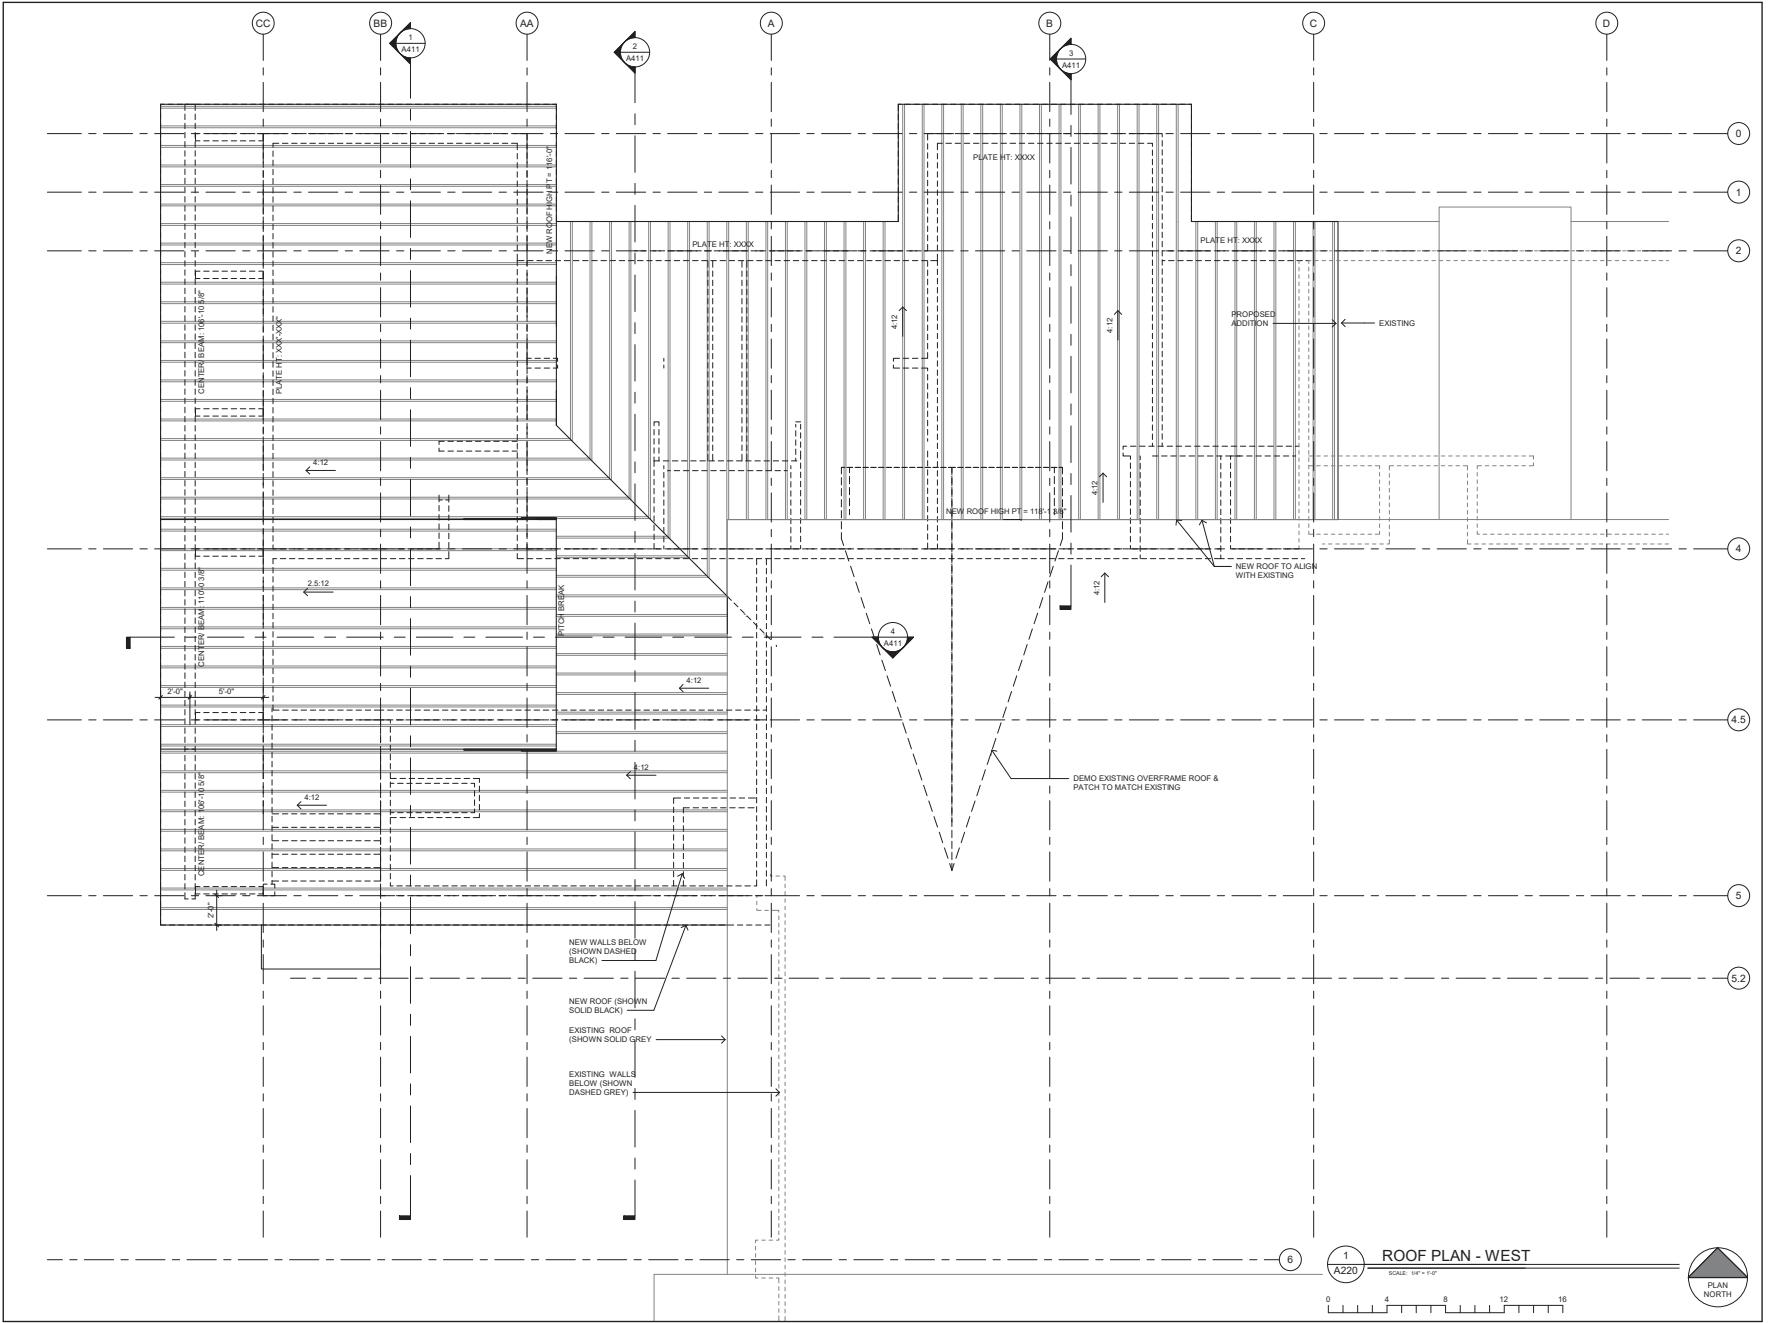 CC
BB
AA
A
B
C
D
1
A411
2
A411
3
A411
0
1
2
4
4.5
5
5.2
6
NEW ROOF HIGH PT = 116'-0"
PLATE HT: XXXX
PLATE HT: XXXX
PLATE HT: XXXX
CENTER/ BEAM: 106'-10 5/8"
PLATE HT: XXX'-XXX"
4:12
4:12
PROPOSED
ADDITION
EXISTING
4:12
4:12
NEW ROOF HIGH PT = 118'-1 3/8"
NEW ROOF TO ALIGN
WITH EXISTING
4:12
2.5:12
CENTER/ BEAM: 110'-0 3/8"
PITCH BREAK
4
A411
2'-0"
5'-0"
4:12
4:12
4:12
CENTER/ BEAM: 106'-10 5/8"
DEMO EXISTING OVERFRAME ROOF &
PATCH TO MATCH EXISTING
2'-0"
NEW WALLS BELOW
(SHOWN DASHED
BLACK)
NEW ROOF (SHOWN
SOLID BLACK)
EXISTING ROOF
(SHOWN SOLID GREY
EXISTING WALLS
BELOW (SHOWN
DASHED GREY)
1
A220
ROOF PLAN - WEST
SCALE: 1/4" = 1'-0"
0 4 8 12 16
PLAN
NORTH